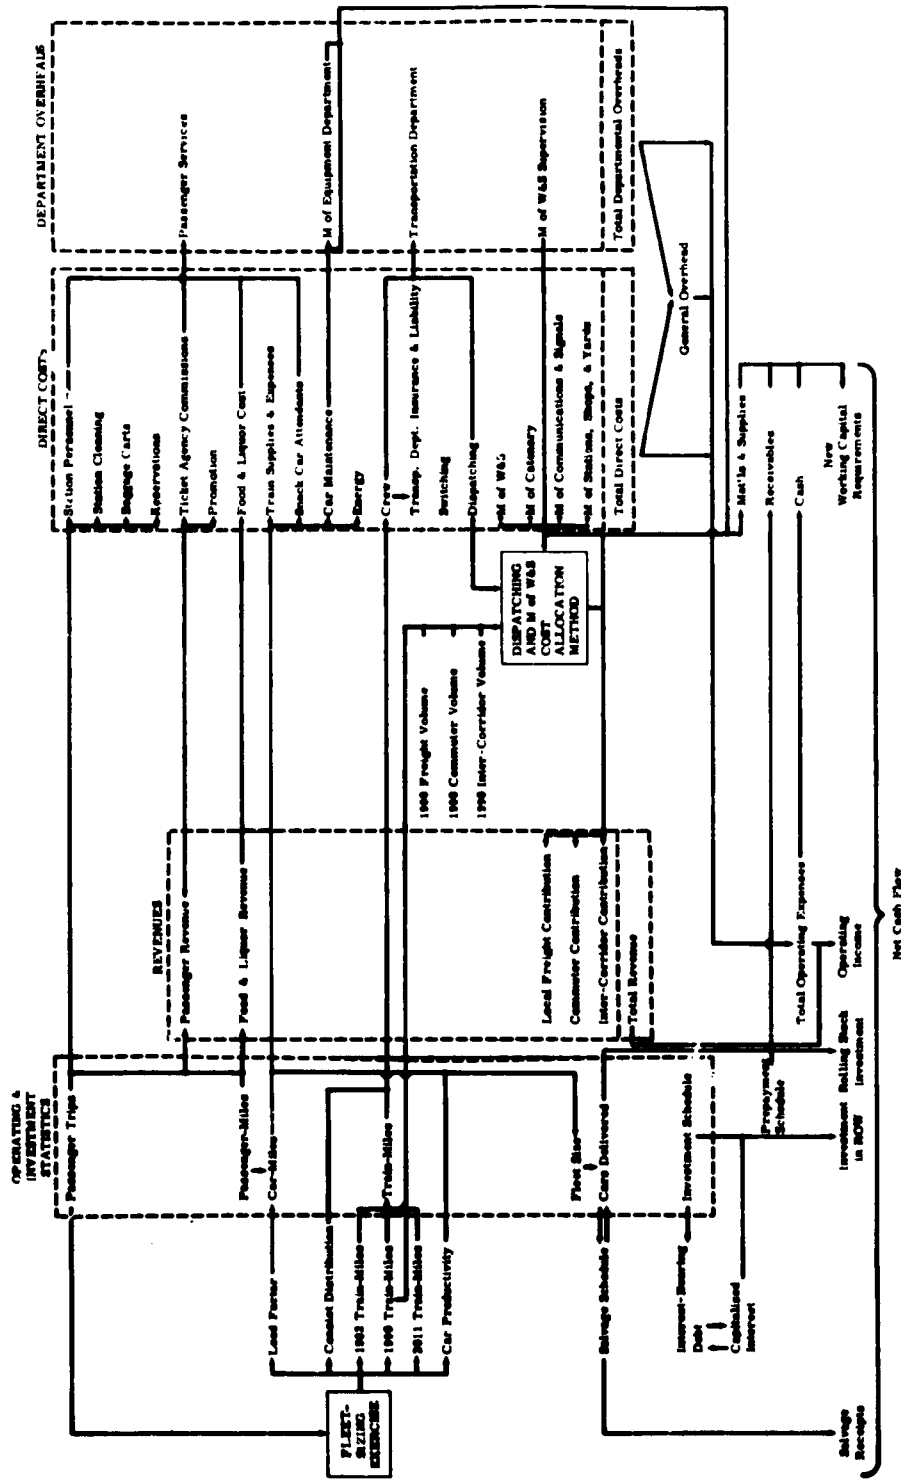 OPERATING &
INVESTMENT
STATISTICS
REVENUES
DIRECT COSTS
DEPARTMENT OVERHEADS
Passenger Trips
Station Personnel
Station Cleaning
Baggage Carts
Reservations
Passenger Revenue
Ticket Agency Commissions
Passenger Services
Promotion
Passenger-Miles
Food & Liquor Revenue
Food & Liquor Cost
Load Factor
Car-Miles
Train Supplies & Expenses
Snack Car Attendants
Consist Distribution
Car Maintenance
M of Equipment Department
FLEET-
SIZING
EXERCISE
1982 Train-Miles
Energy
1990 Train-Miles
Train-Miles
Crew
2011 Train-Miles
Transp. Dept. Insurance & Liability
Transportation Department
Car Productivity
1990 Freight Volume
Switching
1990 Commuter Volume
Dispatching
1990 Inter-Corridor Volume
M of W&S
DISPATCHING
AND M of W&S
COST
ALLOCATION
METHOD
M of Catenary
Local Freight Contribution
M of W&S Supervision
Commuter Contribution
M of Communications & Signals
Inter-Corridor Contribution
M of Stations, Shops, & Yards
Fleet Size
Salvage Schedule
Cars Delivered
Total Revenue
Total Direct Costs
Total Departmental Overheads
Interest-Bearing
Debt
Investment Schedule
General Overhead
Capitalized
Interest
Mat'ls & Supplies
Prepayment
Schedule
Receivables
Total Operating Expenses
Cash
Salvage
Receipts
Investment
in ROW
Rolling Stock
Investment
Operating
Income
New
Working Capital
Requirements
Net Cash Flow